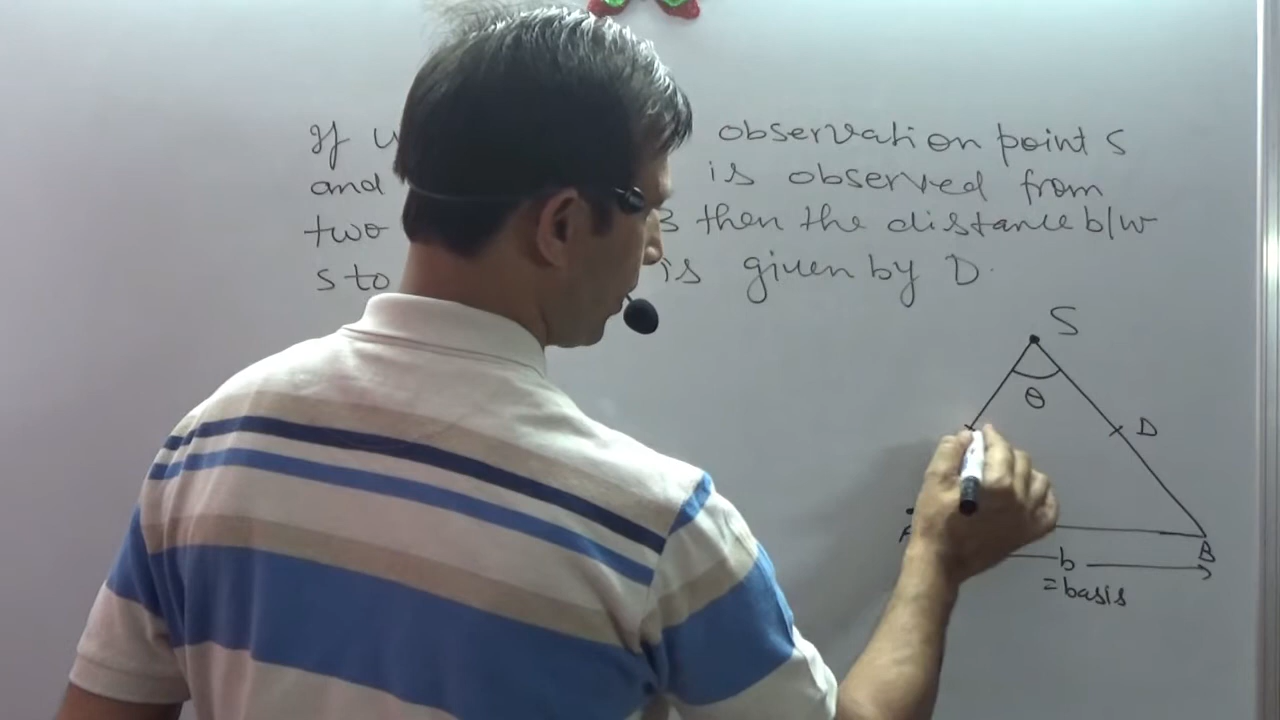 If observation point S
and is observed from
two then the distance b/w
S to is given by D.
S
θ
D
B
b
=basis